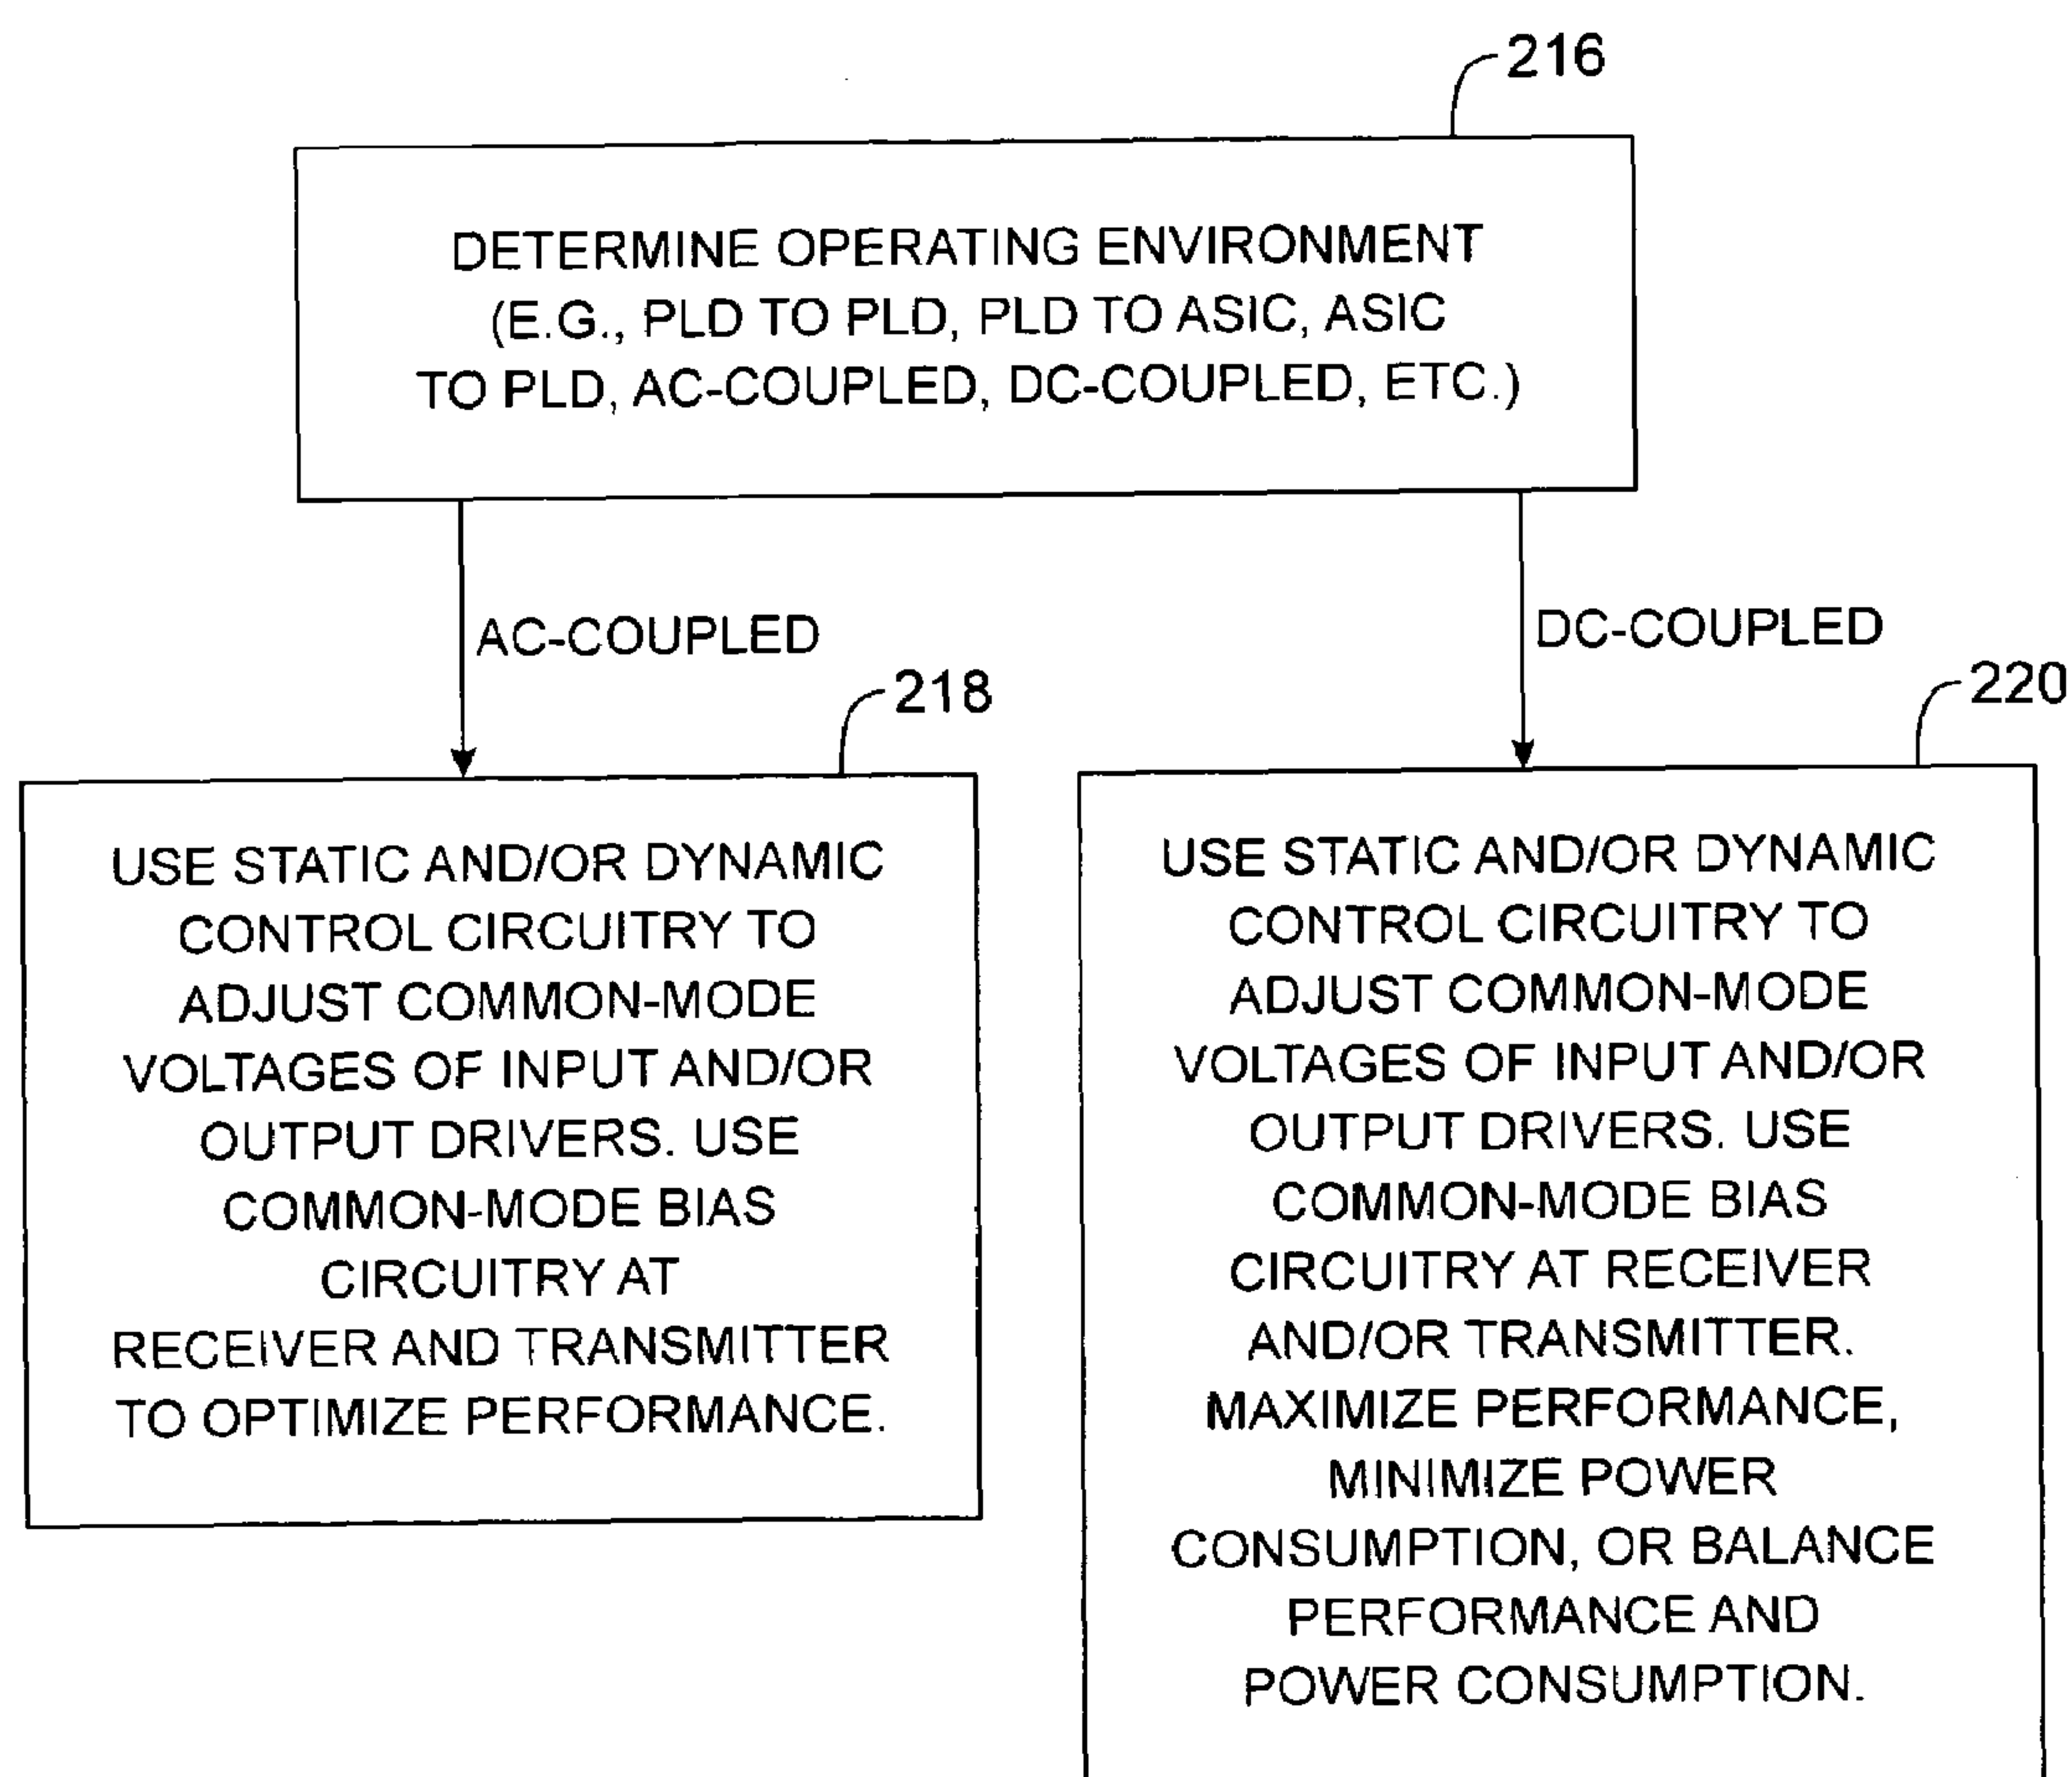 216
DETERMINE OPERATING ENVIRONMENT
(E.G., PLD TO PLD, PLD TO ASIC, ASIC
TO PLD, AC-COUPLED, DC-COUPLED, ETC.)
AC-COUPLED
DC-COUPLED
218
USE STATIC AND/OR DYNAMIC
CONTROL CIRCUITRY TO
ADJUST COMMON-MODE
VOLTAGES OF INPUT AND/OR
OUTPUT DRIVERS. USE
COMMON-MODE BIAS
CIRCUITRY AT
RECEIVER AND TRANSMITTER
TO OPTIMIZE PERFORMANCE.
220
USE STATIC AND/OR DYNAMIC
CONTROL CIRCUITRY TO
ADJUST COMMON-MODE
VOLTAGES OF INPUT AND/OR
OUTPUT DRIVERS. USE
COMMON-MODE BIAS
CIRCUITRY AT RECEIVER
AND/OR TRANSMITTER.
MAXIMIZE PERFORMANCE,
MINIMIZE POWER
CONSUMPTION, OR BALANCE
PERFORMANCE AND
POWER CONSUMPTION.